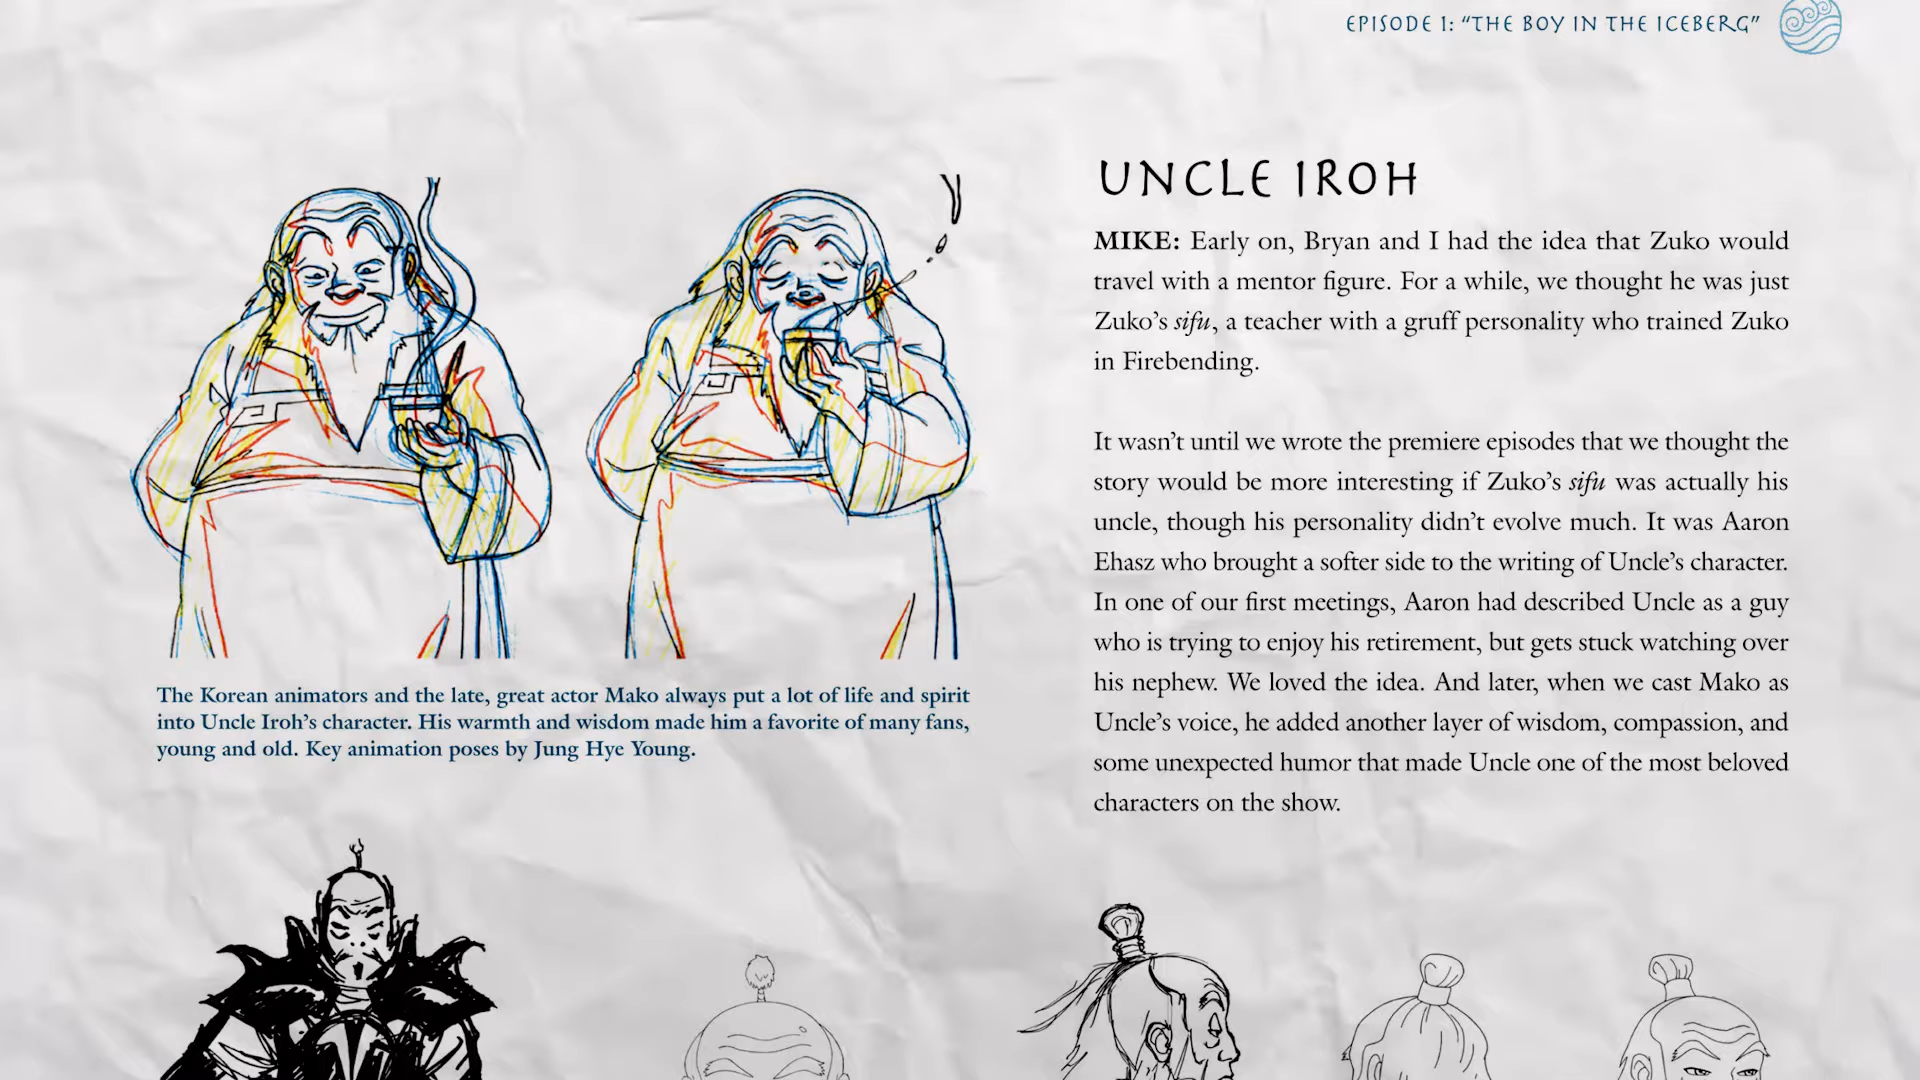 EPISODE 1: “THE BOY IN THE ICEBERG”
UNCLE IROH
MIKE: Early on, Bryan and I had the idea that Zuko would
travel with a mentor figure. For a while, we thought he was just
Zuko’s sifu, a teacher with a gruff personality who trained Zuko
in Firebending.
It wasn’t until we wrote the premiere episodes that we thought the
story would be more interesting if Zuko’s sifu was actually his
uncle, though his personality didn’t evolve much. It was Aaron
Ehasz who brought a softer side to the writing of Uncle’s character.
In one of our first meetings, Aaron had described Uncle as a guy
who is trying to enjoy his retirement, but gets stuck watching over
his nephew. We loved the idea. And later, when we cast Mako as
Uncle’s voice, he added another layer of wisdom, compassion, and
some unexpected humor that made Uncle one of the most beloved
characters on the show.
The Korean animators and the late, great actor Mako always put a lot of life and spirit
into Uncle Iroh’s character. His warmth and wisdom made him a favorite of many fans,
young and old. Key animation poses by Jung Hye Young.